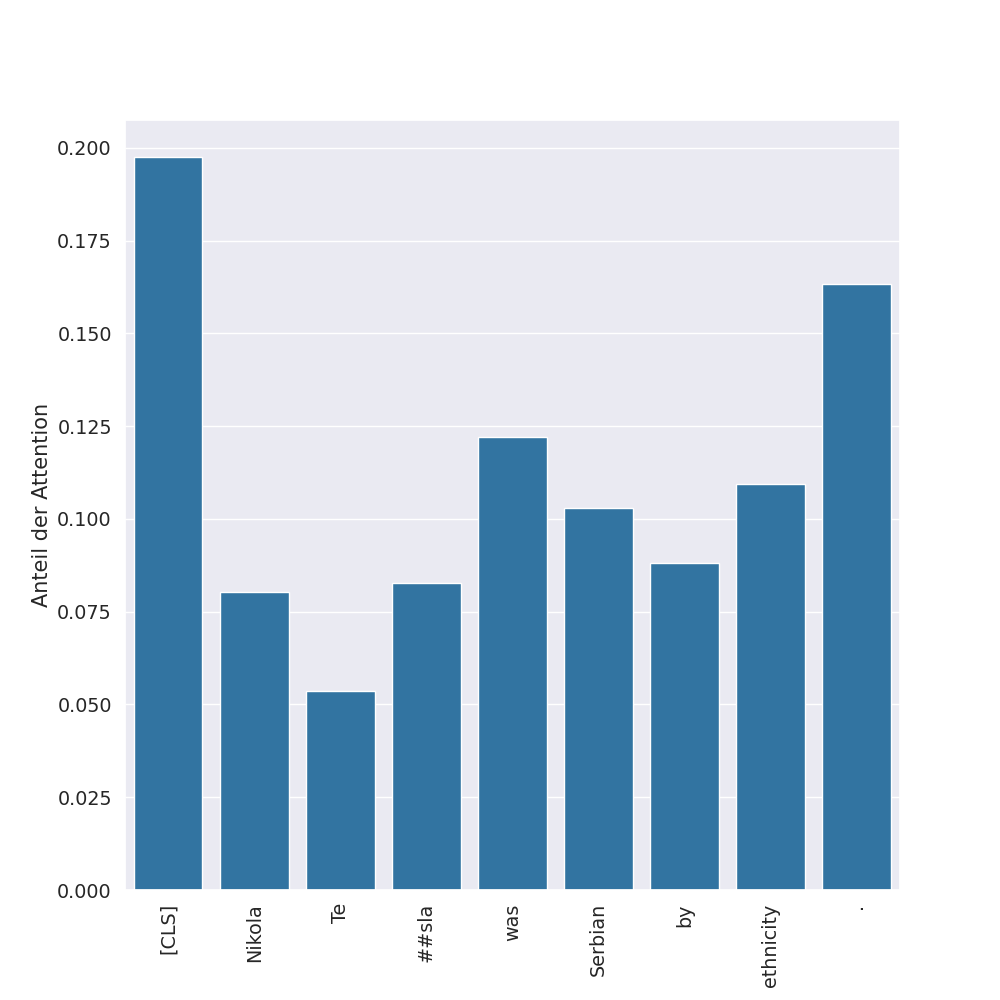 0.200
0.175
0.150
0.125
0.100
0.075
0.050
0.025
0.000
Anteil der Attention
[CLS]
Nikola
Te
##sla
was
Serbian
by
ethnicity
.